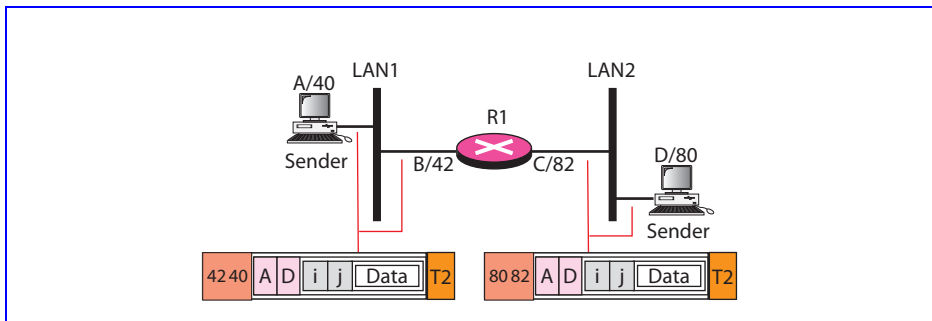 LAN1
LAN2
A/40
R1
B/42
C/82
D/80
Sender
Sender
42 40 A D i j Data T2
80 82 A D i j Data T2